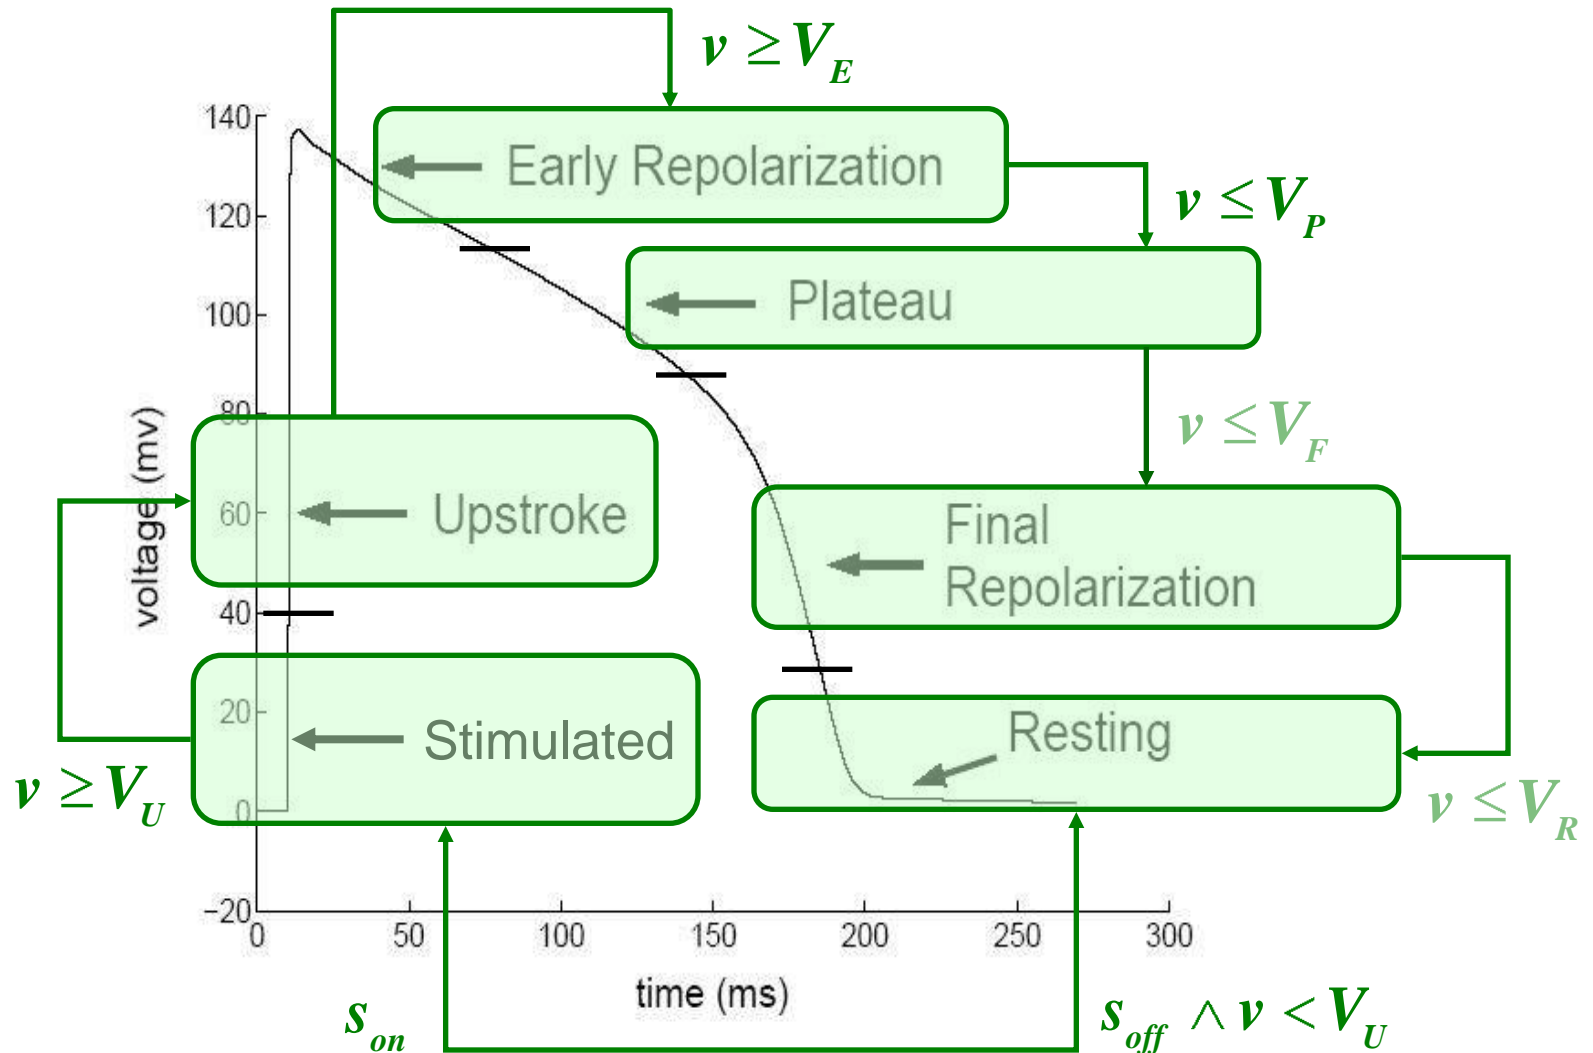 v ≥ V_E
140
Early Repolarization
v ≤ V_P
120
Plateau
100
v ≤ V_F
80
voltage (mv)
Upstroke
60
Final
Repolarization
40
Stimulated
20
Resting
v ≥ V_U
0
v ≤ V_R
−20
0 50 100 150 200 250 300
time (ms)
s_on
s_off ∧ v < V_U